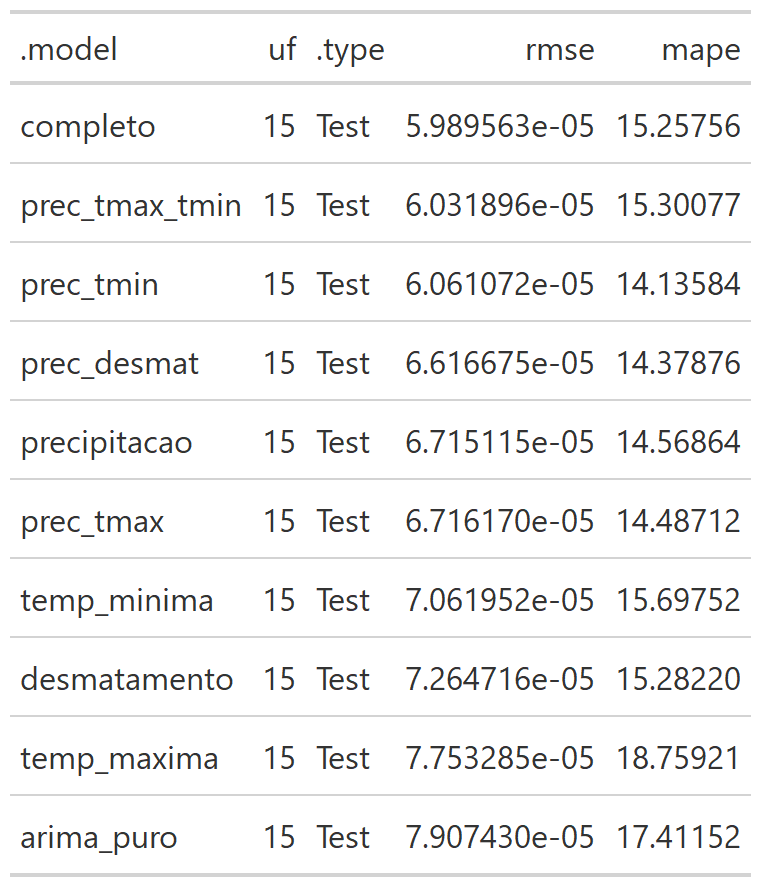 .model uf .type rmse mape
completo 15 Test 5.989563e-05 15.25756
prec_tmax_tmin 15 Test 6.031896e-05 15.30077
prec_tmin 15 Test 6.061072e-05 14.13584
prec_desmat 15 Test 6.616675e-05 14.37876
precipitacao 15 Test 6.715115e-05 14.56864
prec_tmax 15 Test 6.716170e-05 14.48712
temp_minima 15 Test 7.061952e-05 15.69752
desmatamento 15 Test 7.264716e-05 15.28220
temp_maxima 15 Test 7.753285e-05 18.75921
arima_puro 15 Test 7.907430e-05 17.41152